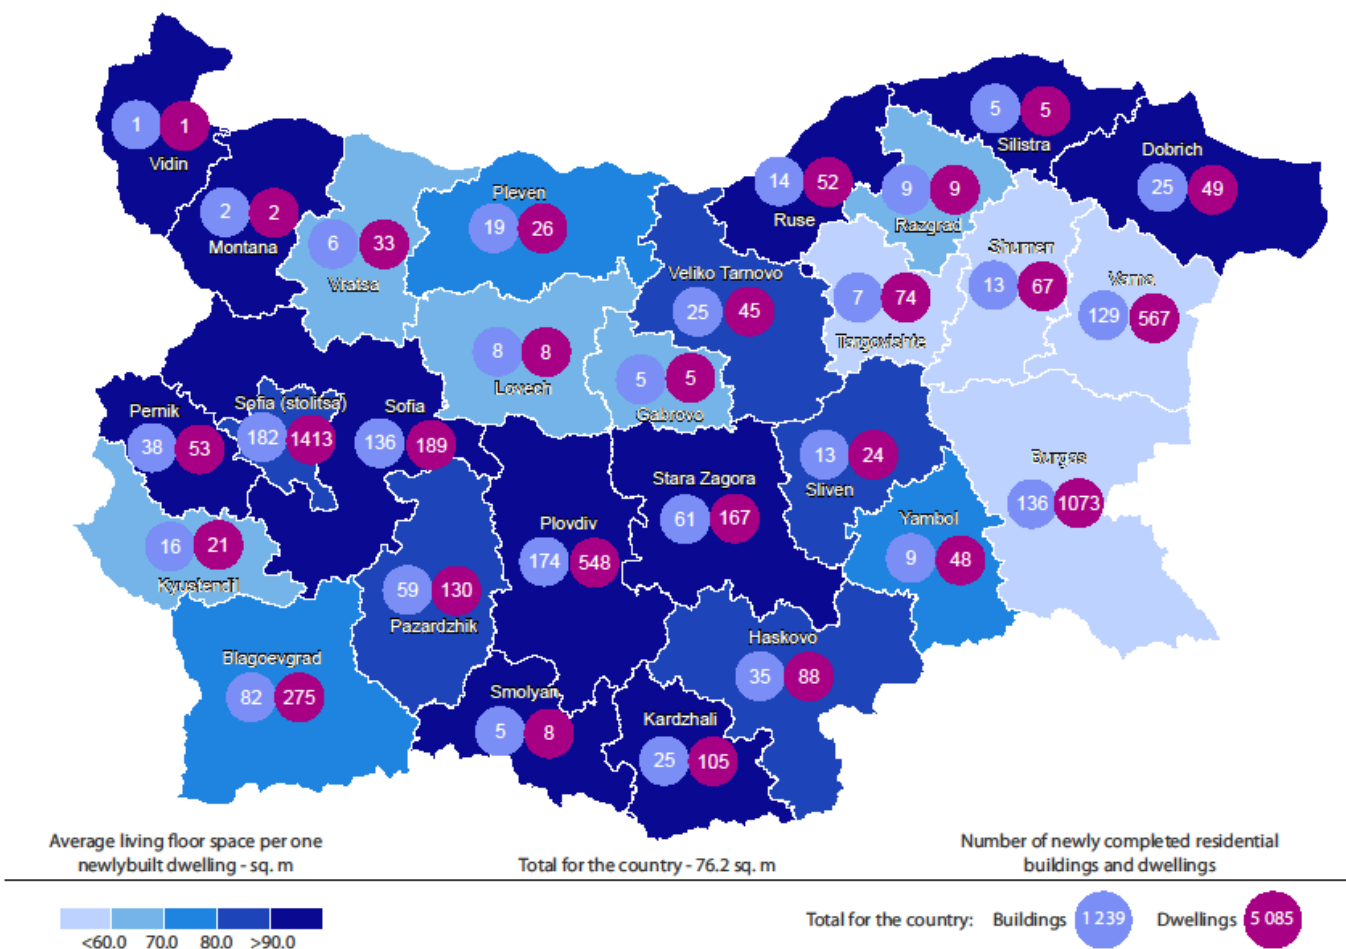 1 1
Vidin
2 2
Montana
6 33
Vratsa
Pleven
19 26
Veliko Tarnovo
25 45
14 52
Ruse
9 9
Razgrad
5 5
Silistra
Dobrich
25 49
Shumen
13 67
Varna
129 567
7 74
Targovishte
8 8
Lovech
5 5
Gabrovo
Pernik
38 53
Sofia (stolitsa)
182 1413
Sofia
136 189
16 21
Kyustendil
Plovdiv
174 548
Stara Zagora
61 167
13 24
Sliven
Yambol
9 48
Burgas
136 1073
59 130
Pazardzhik
Blagoevgrad
82 275
Smolyan
5 8
Kardzhali
25 105
Haskovo
35 88
Average living floor space per one
newlybuilt dwelling - sq. m
Total for the country - 76.2 sq. m
Number of newly completed residential
buildings and dwellings
<60.0 70.0 80.0 >90.0
Total for the country: Buildings 1 239 Dwellings 5 085